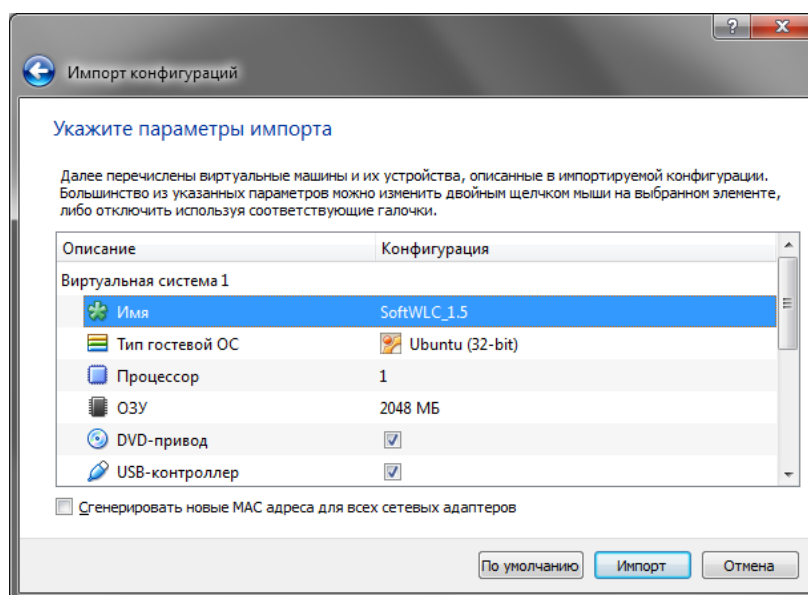 ?
X
Импорт конфигураций
Укажите параметры импорта
Далее перечислены виртуальные машины и их устройства, описанные в импортируемой конфигурации.
Большинство из указанных параметров можно изменить двойным щелчком мыши на выбранном элементе,
либо отключить используя соответствующие галочки.
Описание Конфигурация
Виртуальная система 1
Имя SoftWLC_1.5
Тип гостевой ОС Ubuntu (32-bit)
Процессор 1
ОЗУ 2048 МБ
DVD-привод
USB-контроллер
Сгенерировать новые MAC адреса для всех сетевых адаптеров
По умолчанию Импорт Отмена